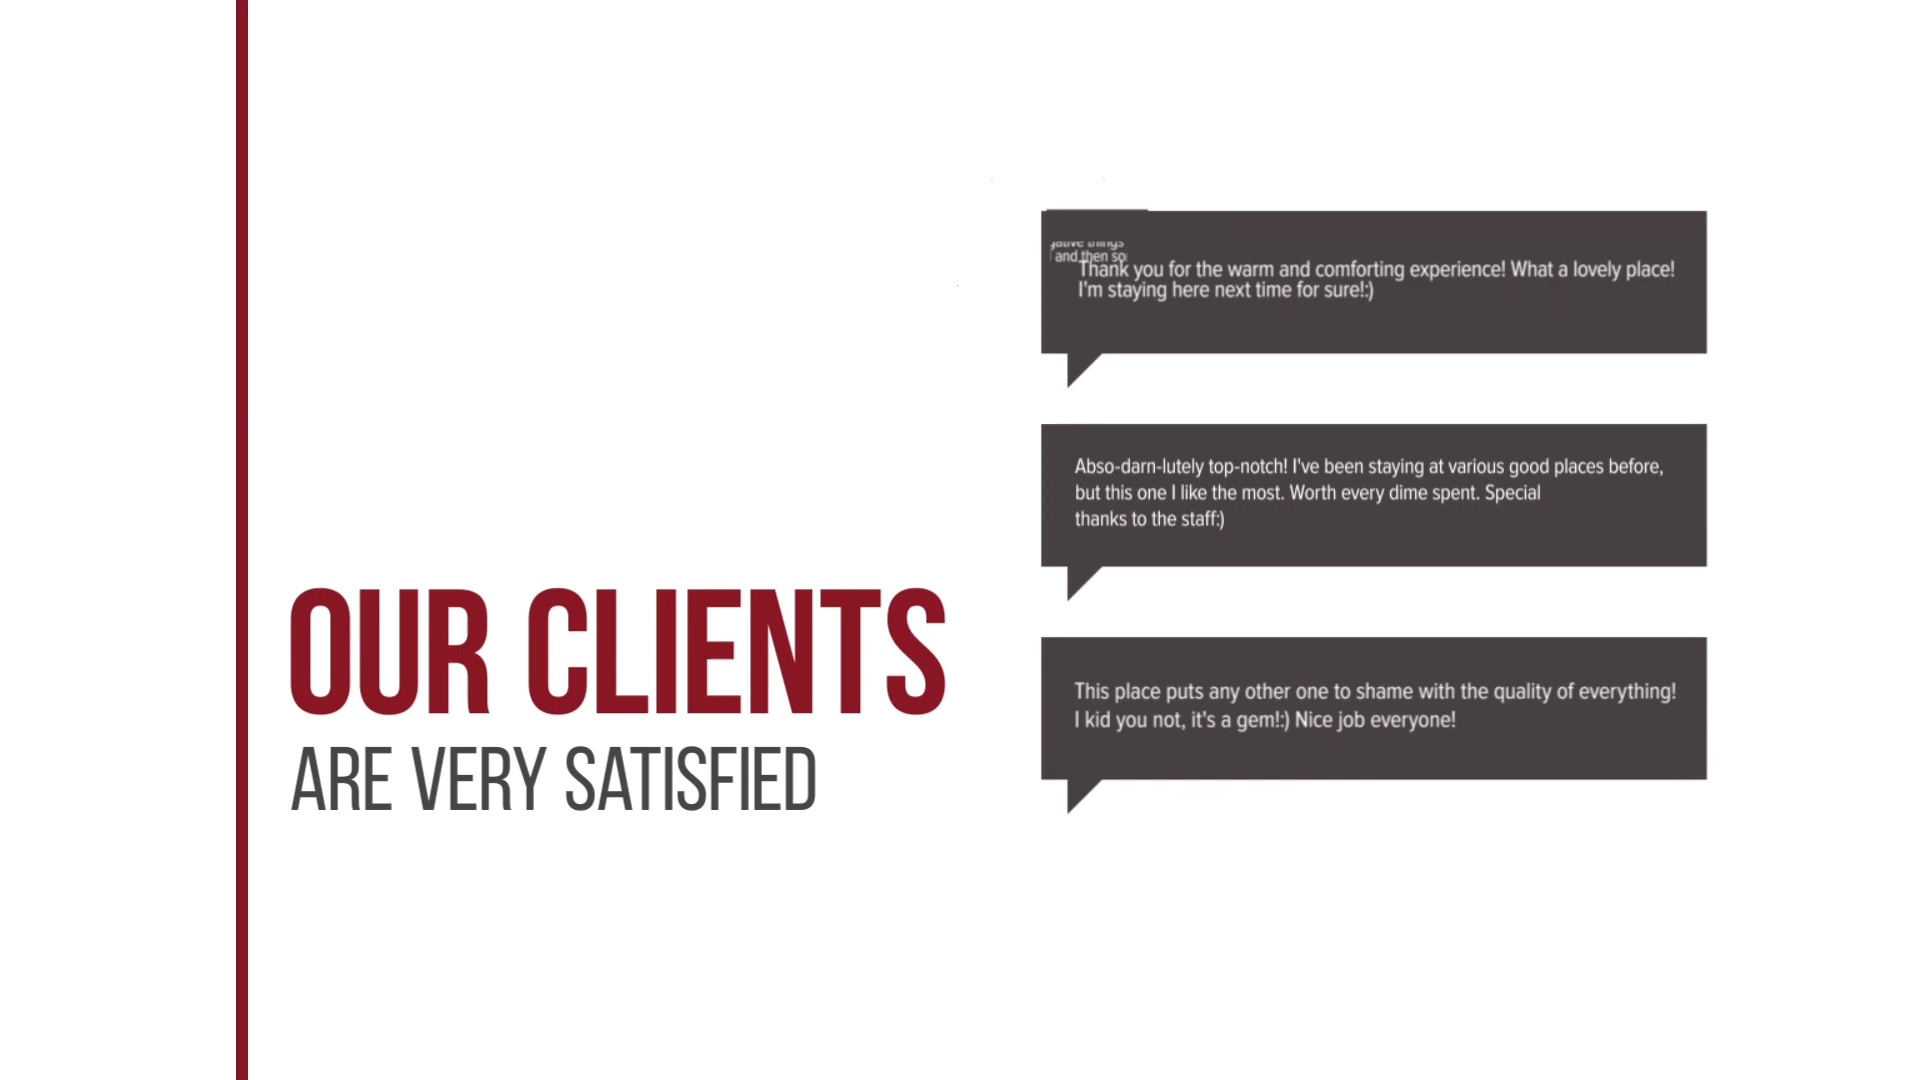 OUR CLIENTS
ARE VERY SATISFIED
things
and then so
Thank you for the warm and comforting experience! What a lovely place!
I'm staying here next time for sure!:)
Abso-darn-lutely top-notch! I've been staying at various good places before,
but this one I like the most. Worth every dime spent. Special
thanks to the staff:)
This place puts any other one to shame with the quality of everything!
I kid you not, it's a gem!:) Nice job everyone!